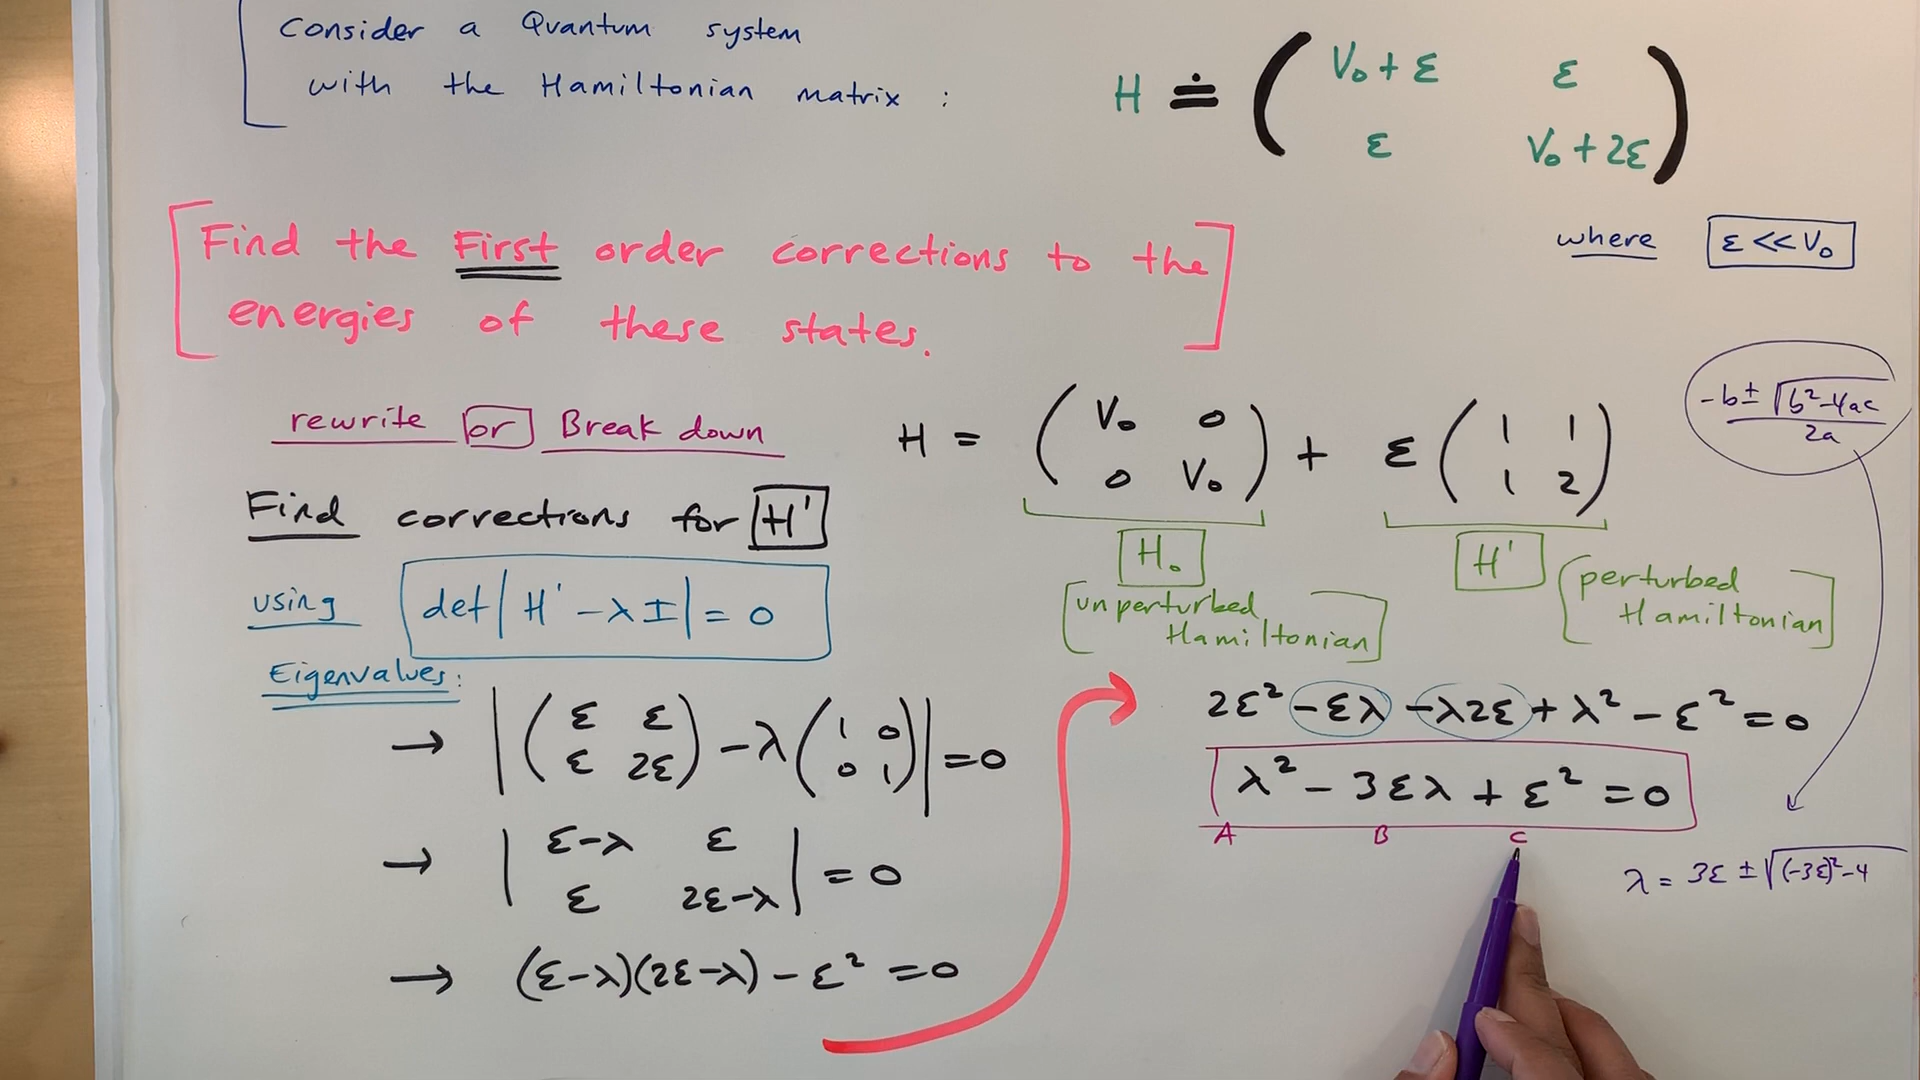 Consider a Quantum system
with the Hamiltonian matrix :
H ≐ ( V₀ + ε ε
ε V₀ + 2ε )
where ε << V₀
Find the First order corrections to the
energies of these states.
rewrite or Break down
H = ( V₀ 0 ) + ε ( 1 1 )
( 0 V₀ ) ( 1 2 )
H₀
unperturbed
Hamiltonian
H'
perturbed
Hamiltonian
-b ± √b²-4ac
2a
Find corrections for H'
using det| H' - λI | = 0
Eigenvalues:
→ | ( ε ε ) - λ ( 1 0 ) | = 0
( ε 2ε ) ( 0 1 )
→ | ε-λ ε | = 0
| ε 2ε-λ |
→ (ε-λ)(2ε-λ) - ε² = 0
2ε² - ελ - λ2ε + λ² - ε² = 0
λ² - 3ελ + ε² = 0
A B C
λ = 3ε ± √(-3ε)²-4